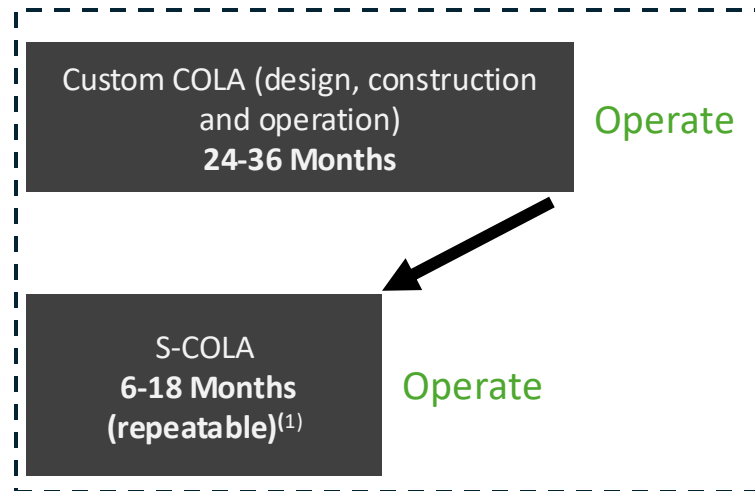 Custom COLA (design, construction
and operation)
24-36 Months
Operate
S-COLA
6-18 Months
(repeatable)(1)
Operate